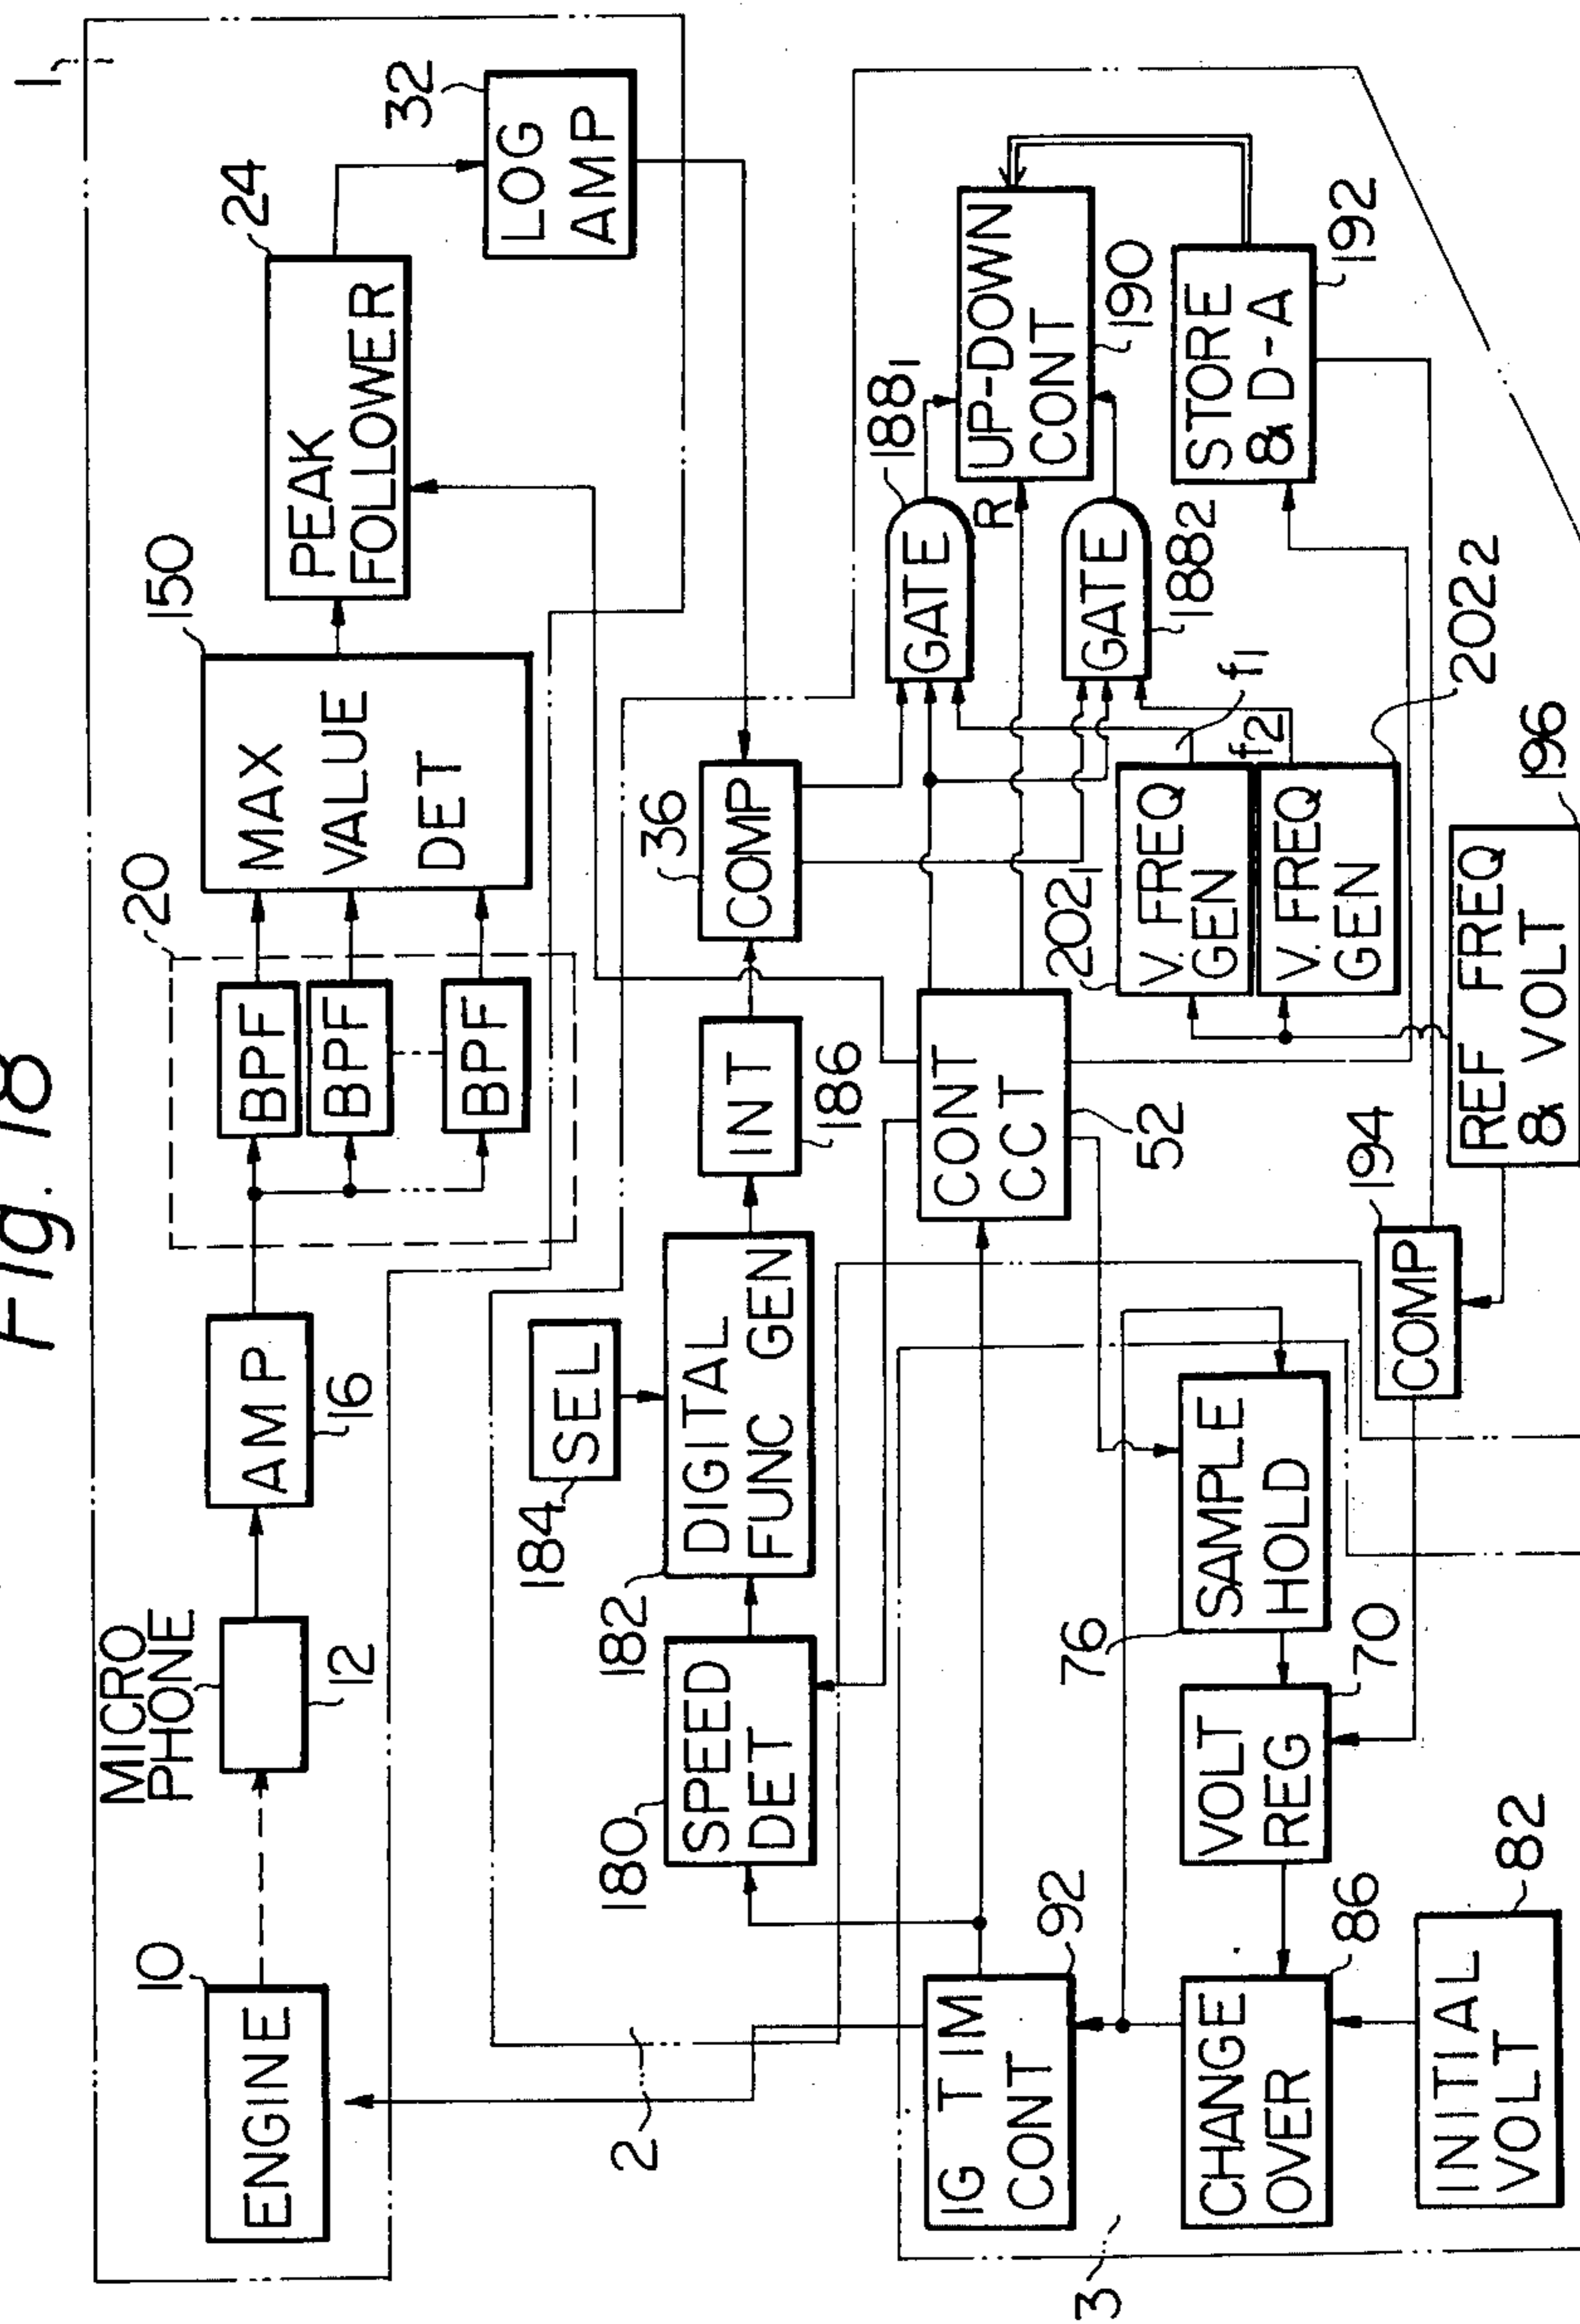 Fig. 18
1
10
ENGINE
MICRO
PHONE
12
AMP
16
20
BPF
BPF
BPF
150
MAX
VALUE
DET
24
PEAK
FOLLOWER
32
LOG
AMP
2
180
SPEED
DET
182
DIGITAL
FUNC GEN
184
SEL
INT
186
36
COMP
IG TIM
CONT
92
CONT
CCT
52
GATE
188₁
GATE
188₂
R
UP-DOWN
CONT
190
STORE
& D-A
192
202₁
V. FREQ
GEN
f₁
V. FREQ
GEN
f₂
202₂
3
CHANGE
OVER
86
VOLT
REG
70
76
SAMPLE
HOLD
194
COMP
REF FREQ
& VOLT
196
INITIAL
VOLT
82